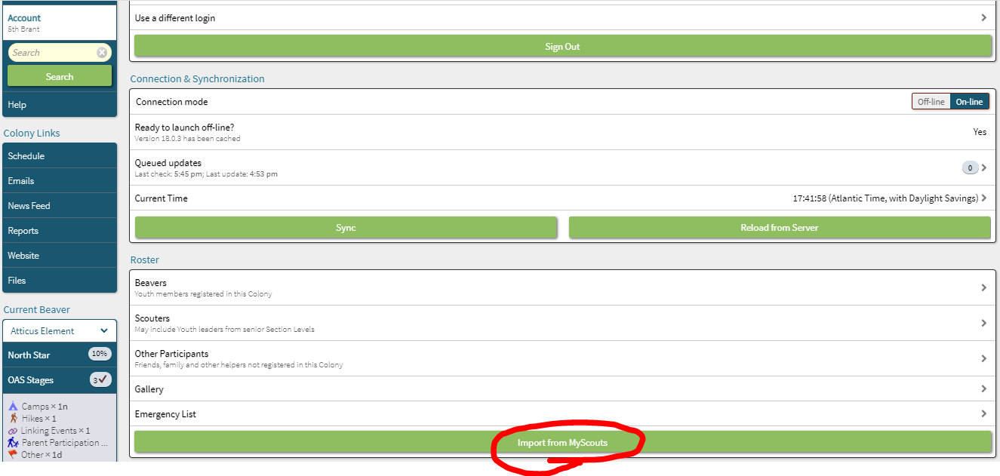 Account
5th Brant
Search
Search
Help
Colony Links
Schedule
Emails
News Feed
Reports
Website
Files
Current Beaver
Atticus Element
North Star 10%
OAS Stages 3✔
Camps × 1n
Hikes × 1
Linking Events × 1
Parent Participation ...
Other × 1d
Use a different login
Sign Out
Connection & Synchronization
Connection mode Off-line On-line
Ready to launch off-line?
Version 18.0.3 has been cached
Yes
Queued updates
Last check: 5:45 pm; Last update: 4:53 pm
0
Current Time 17:41:58 (Atlantic Time, with Daylight Savings)
Sync Reload from Server
Roster
Beavers
Youth members registered in this Colony
Scouters
May include Youth leaders from senior Section Levels
Other Participants
Friends, family and other helpers not registered in this Colony
Gallery
Emergency List
Import from MyScouts